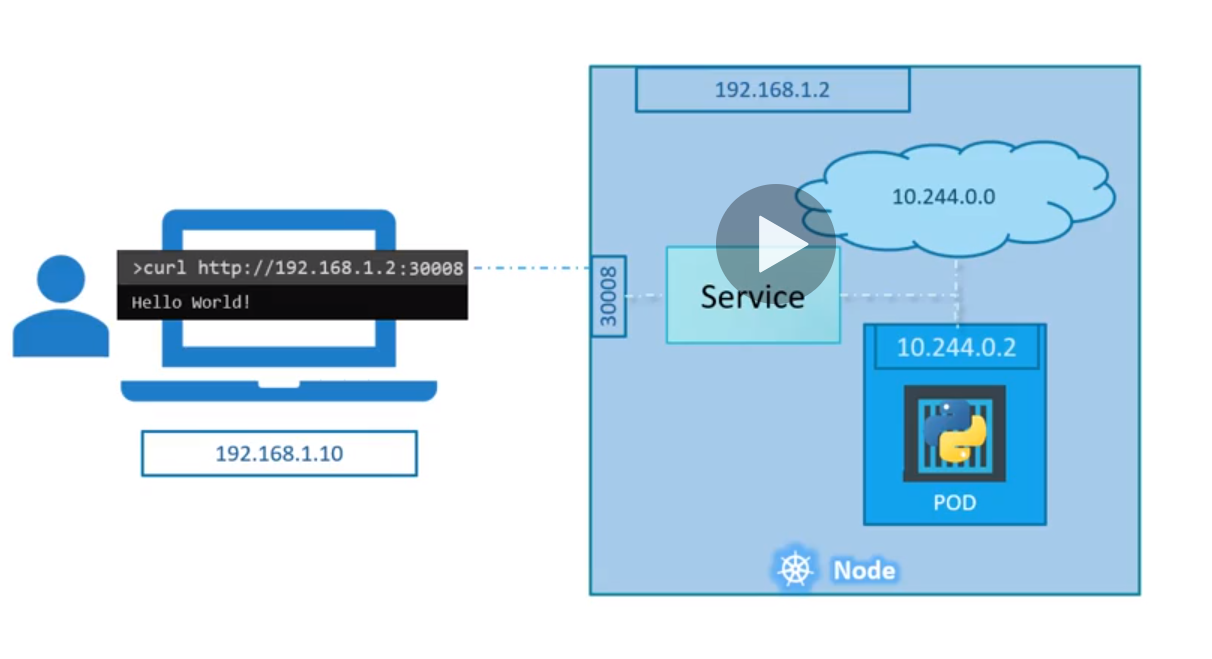 >curl http://192.168.1.2:30008
Hello World!
192.168.1.10
192.168.1.2
10.244.0.0
30008
Service
10.244.0.2
POD
Node